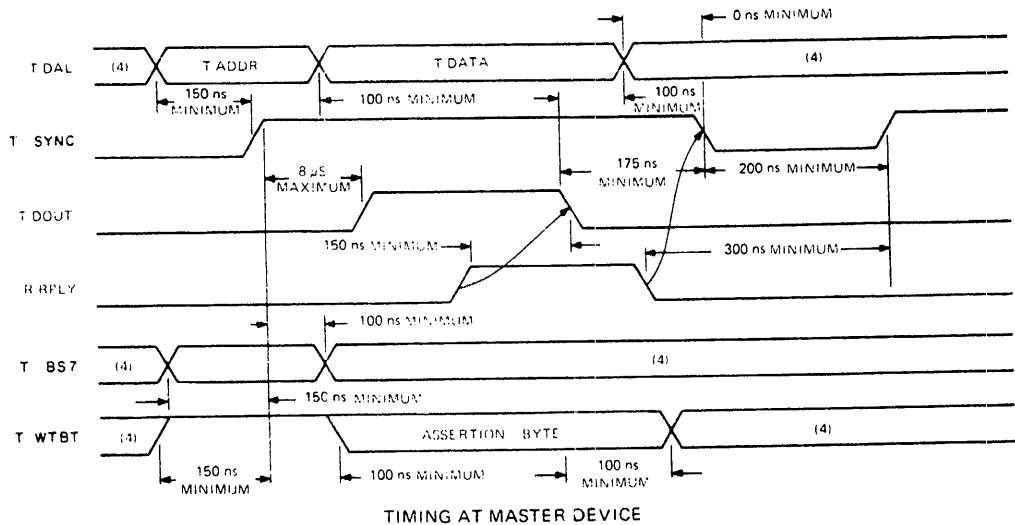 0 ns MINIMUM
T DAL
(4)
T ADDR
T DATA
(4)
150 ns
MINIMUM
100 ns MINIMUM
100 ns
MINIMUM
T SYNC
8 µS
MAXIMUM
175 ns
MINIMUM
200 ns MINIMUM
T DOUT
150 ns MINIMUM
300 ns MINIMUM
R RPLY
100 ns MINIMUM
T BS7
(4)
(4)
150 ns MINIMUM
T WTBT
(4)
ASSERTION BYTE
(4)
150 ns
MINIMUM
100 ns MINIMUM
100 ns
MINIMUM
TIMING AT MASTER DEVICE